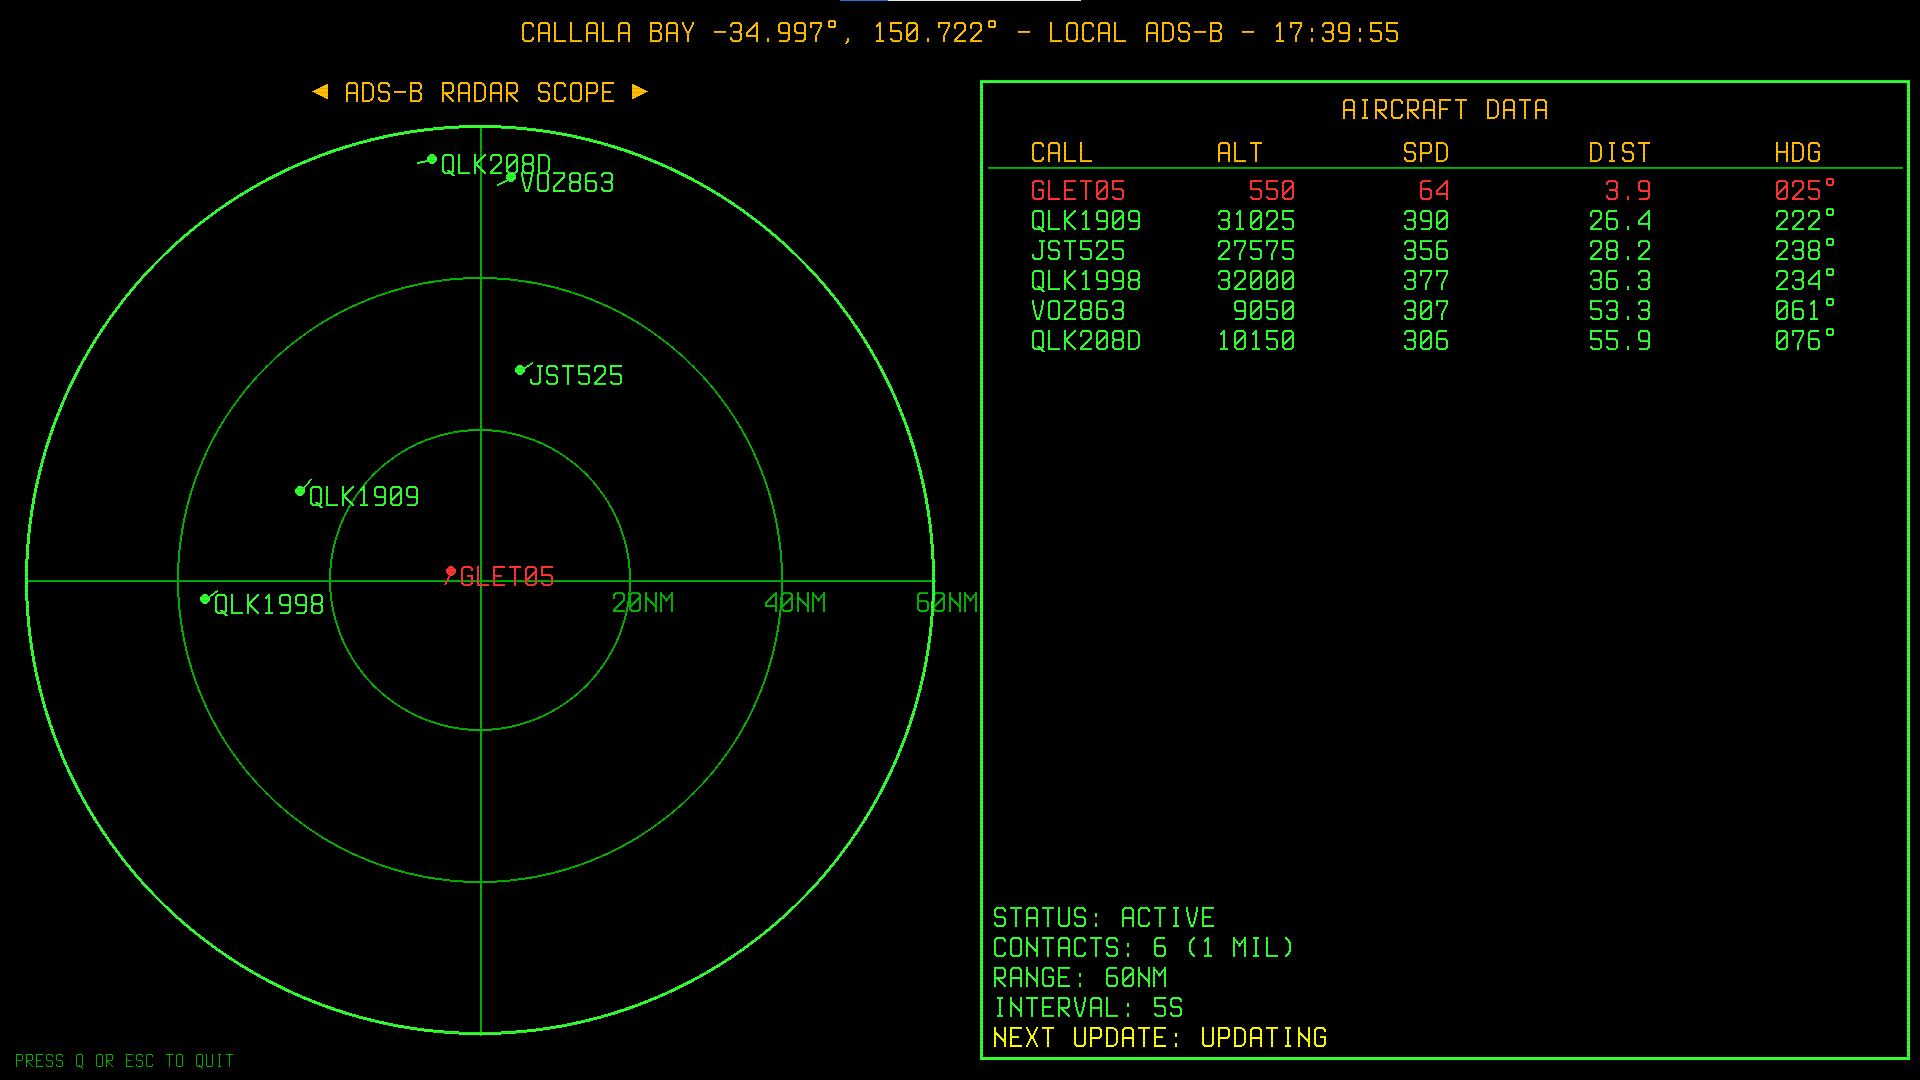 CALLALA BAY -34.997°, 150.722° - LOCAL ADS-B - 17:39:55
◄ ADS-B RADAR SCOPE ►
QLK208D
VOZ863
JST525
QLK1909
GLET05
QLK1998
20NM 40NM 60NM
AIRCRAFT DATA
CALL ALT SPD DIST HDG
GLET05 550 64 3.9 025°
QLK1909 31025 390 26.4 222°
JST525 27575 356 28.2 238°
QLK1998 32000 377 36.3 234°
VOZ863 9050 307 53.3 061°
QLK208D 10150 306 55.9 076°
STATUS: ACTIVE
CONTACTS: 6 (1 MIL)
RANGE: 60NM
INTERVAL: 5S
NEXT UPDATE: UPDATING
PRESS Q OR ESC TO QUIT